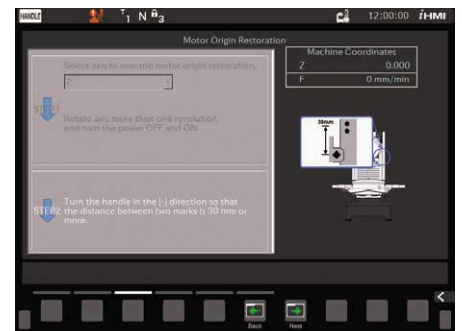 HANDLE
T1 N 3
12:00:00 iHMI
Motor Origin Restoration
Select axis to execute motor origin restoration.
Z
STEP1
Rotate axis more than one revolution,
and turn the power OFF and ON.
Machine Coordinates
Z 0.000
F 0 mm/min
30mm
Turn the handle in the [-] direction so that
STEP2 the distance between two marks is 30 mm or
more.
Back Next